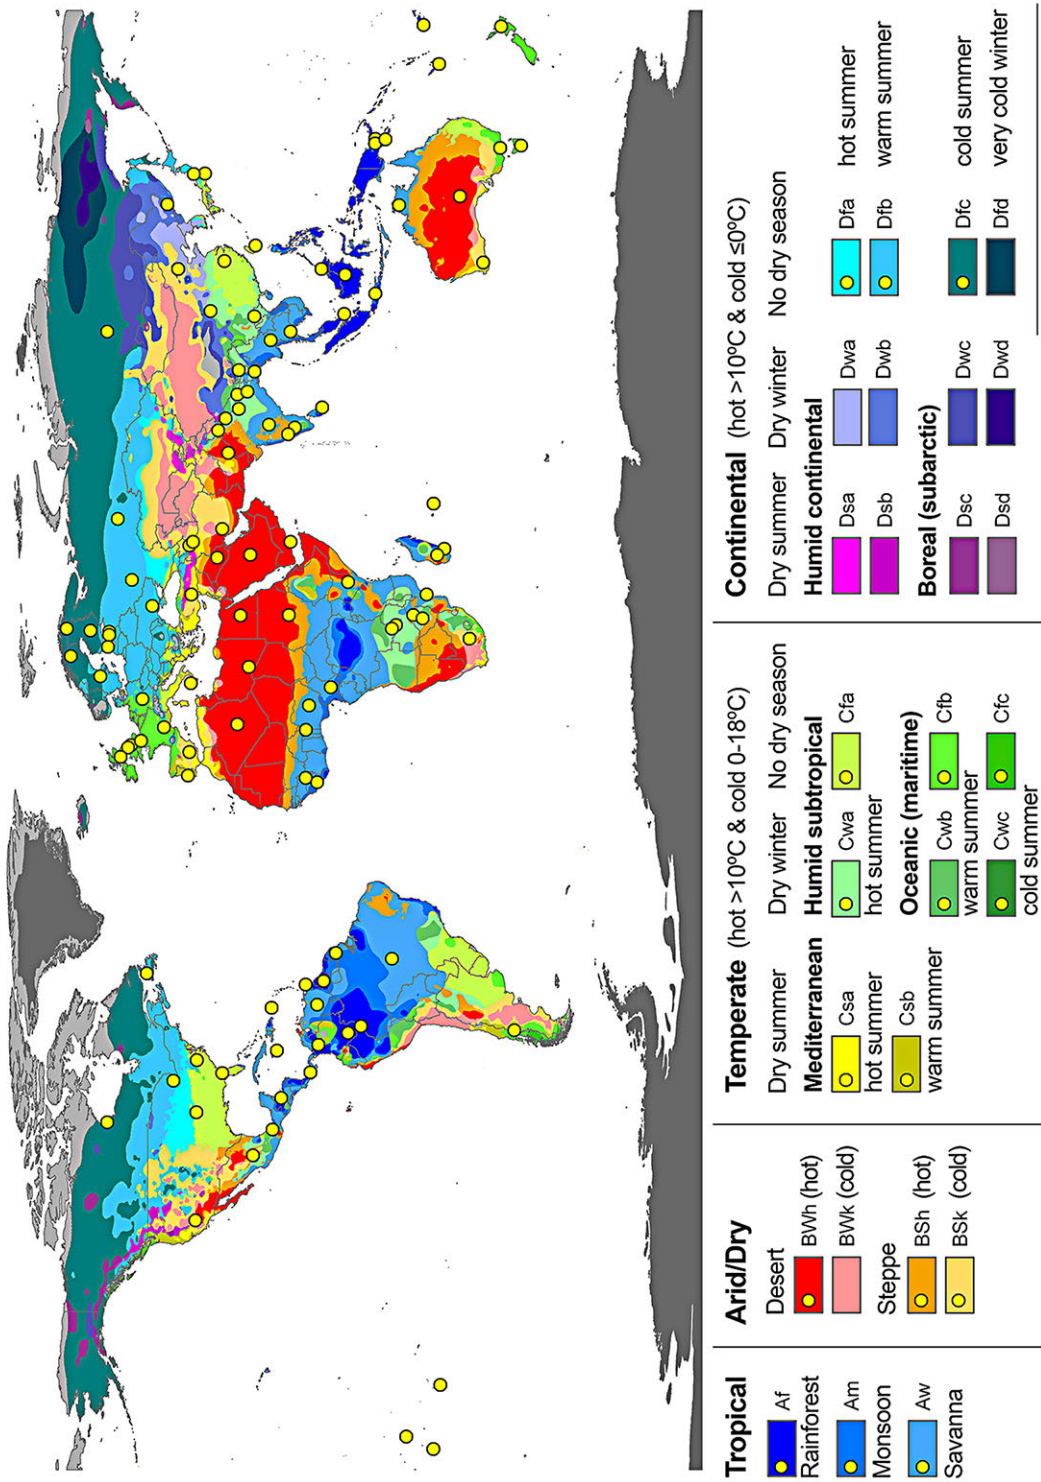 Tropical
Af
Rainforest
Am
Monsoon
Aw
Savanna
Arid/Dry
Desert
BWh (hot)
BWk (cold)
Steppe
BSh (hot)
BSk (cold)
Temperate (hot >10ºC & cold 0-18ºC)
Dry summer
Dry winter
No dry season
Mediterranean
Humid subtropical
Csa
Cwa
Cfa
hot summer
hot summer
Oceanic (maritime)
Csb
Cwb
Cfb
warm summer
warm summer
Cwc
Cfc
cold summer
Continental (hot >10ºC & cold ≤0ºC)
Dry summer
Dry winter
No dry season
Humid continental
Dsa
Dwa
Dfa
hot summer
Dsb
Dwb
Dfb
warm summer
Boreal (subarctic)
Dsc
Dwc
Dfc
cold summer
Dsd
Dwd
Dfd
very cold winter